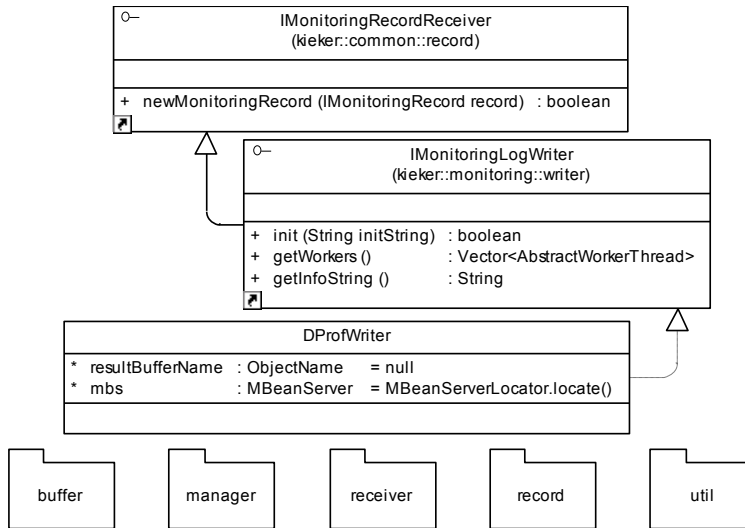 IMonitoringRecordReceiver
(kieker::common::record)
+ newMonitoringRecord (IMonitoringRecord record) : boolean
IMonitoringLogWriter
(kieker::monitoring::writer)
+ init (String initString) : boolean
+ getWorkers () : Vector<AbstractWorkerThread>
+ getInfoString () : String
DProfWriter
* resultBufferName : ObjectName = null
* mbs : MBeanServer = MBeanServerLocator.locate()
buffer manager receiver record util